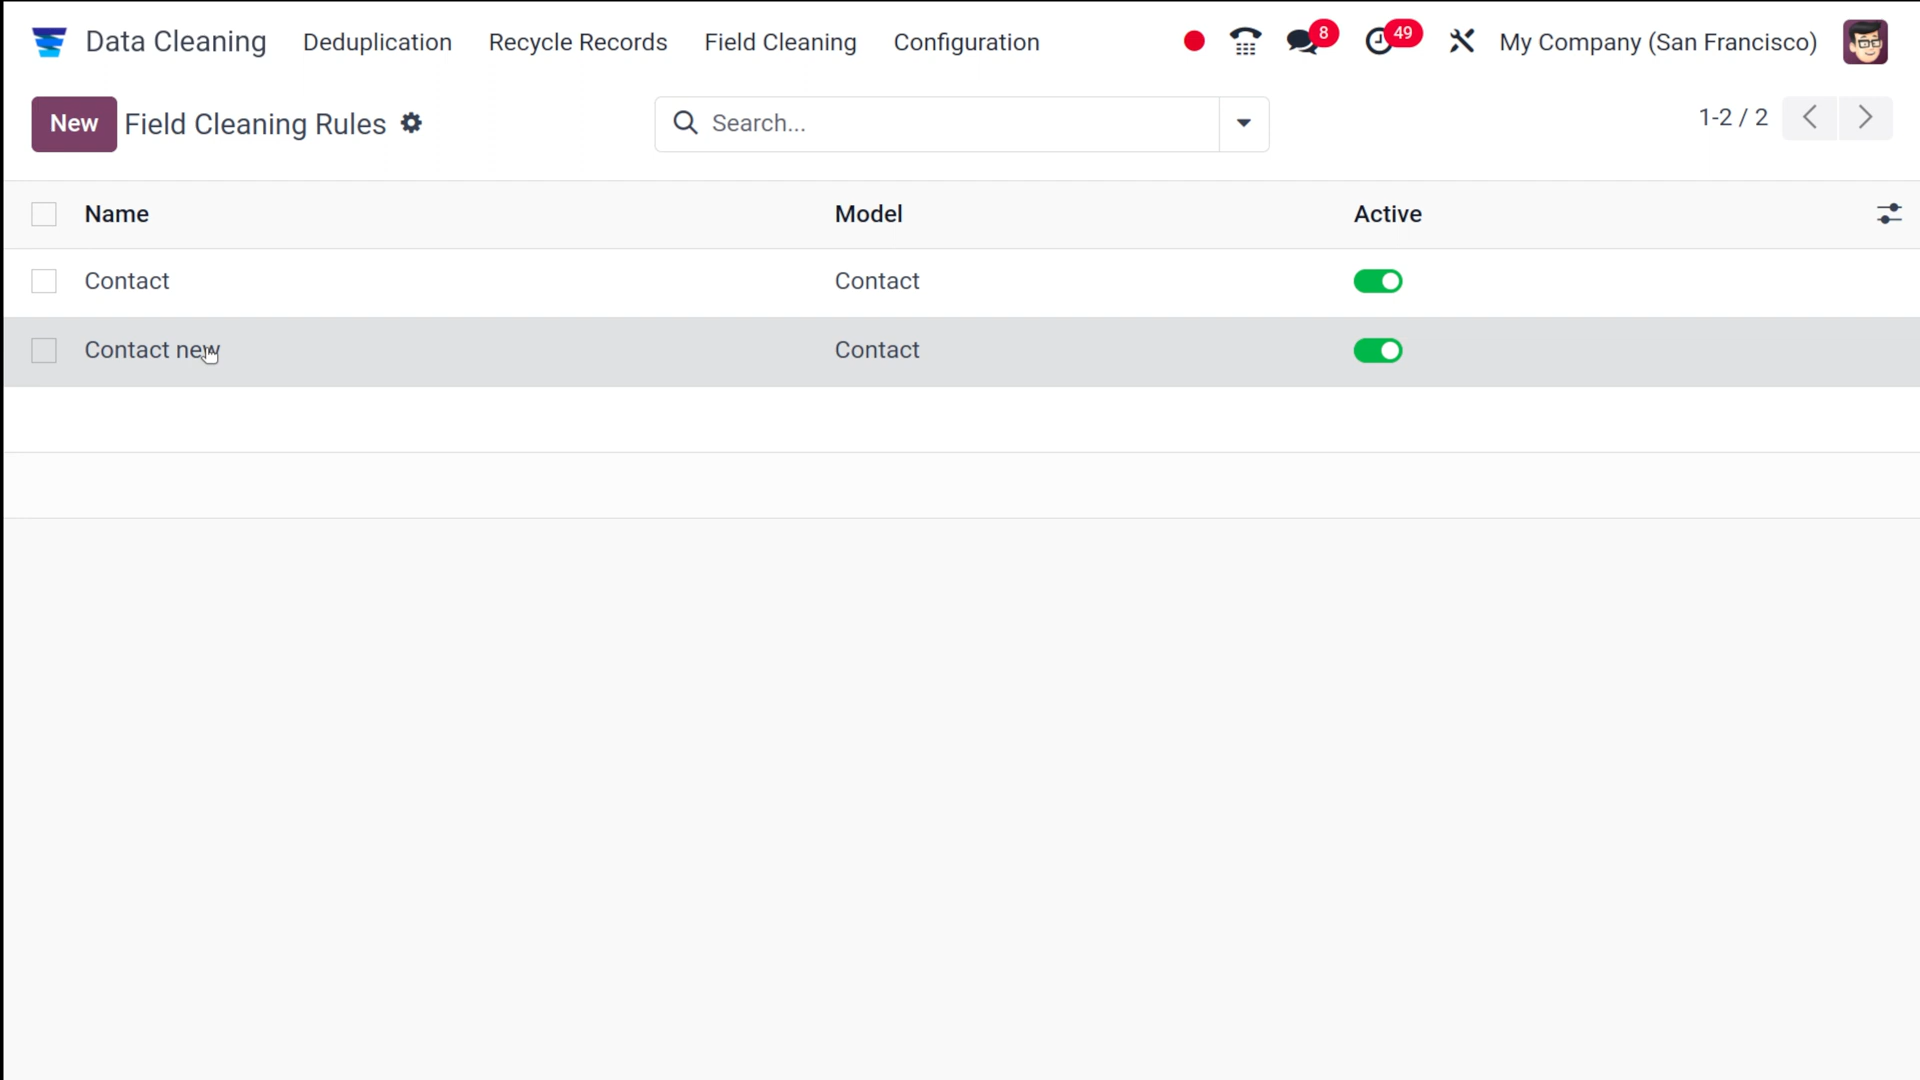 Data Cleaning Deduplication Recycle Records Field Cleaning Configuration 8 49 My Company (San Francisco)
New Field Cleaning Rules Search... 1-2 / 2
Name Model Active
Contact Contact
Contact new Contact